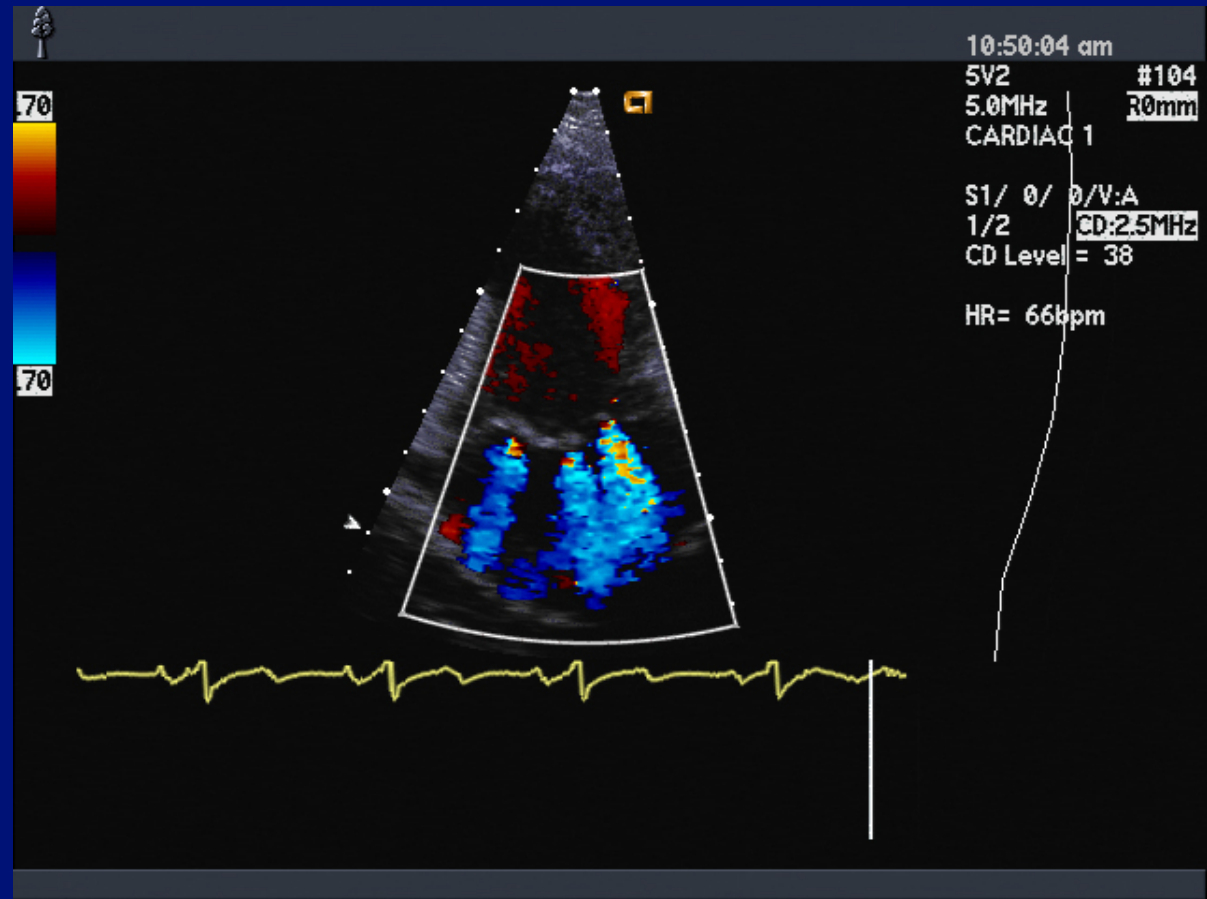 10:50:04 am
5V2 #104
.70
5.0MHz R0mm
CARDIAC 1
S1/ 0/ 0/V:A
1/2 CD:2.5MHz
CD Level = 38
HR= 66bpm
.70